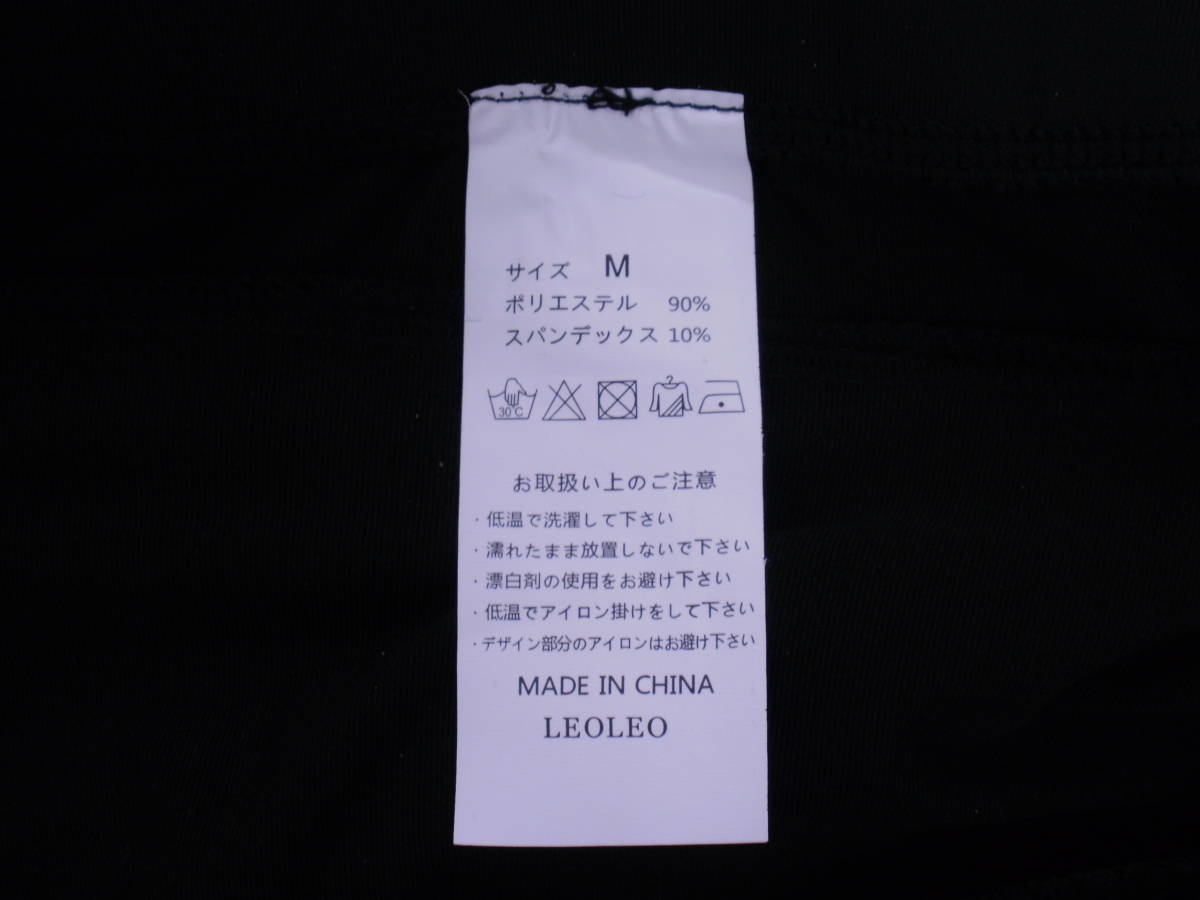 サイズ M
ポリエステル 90%
スパンデックス 10%
30°C
お取扱い上のご注意
・低温で洗濯して下さい
・濡れたまま放置しないで下さい
・漂白剤の使用をお避け下さい
・低温でアイロン掛けをして下さい
・デザイン部分のアイロンはお避け下さい
MADE IN CHINA
LEOLEO